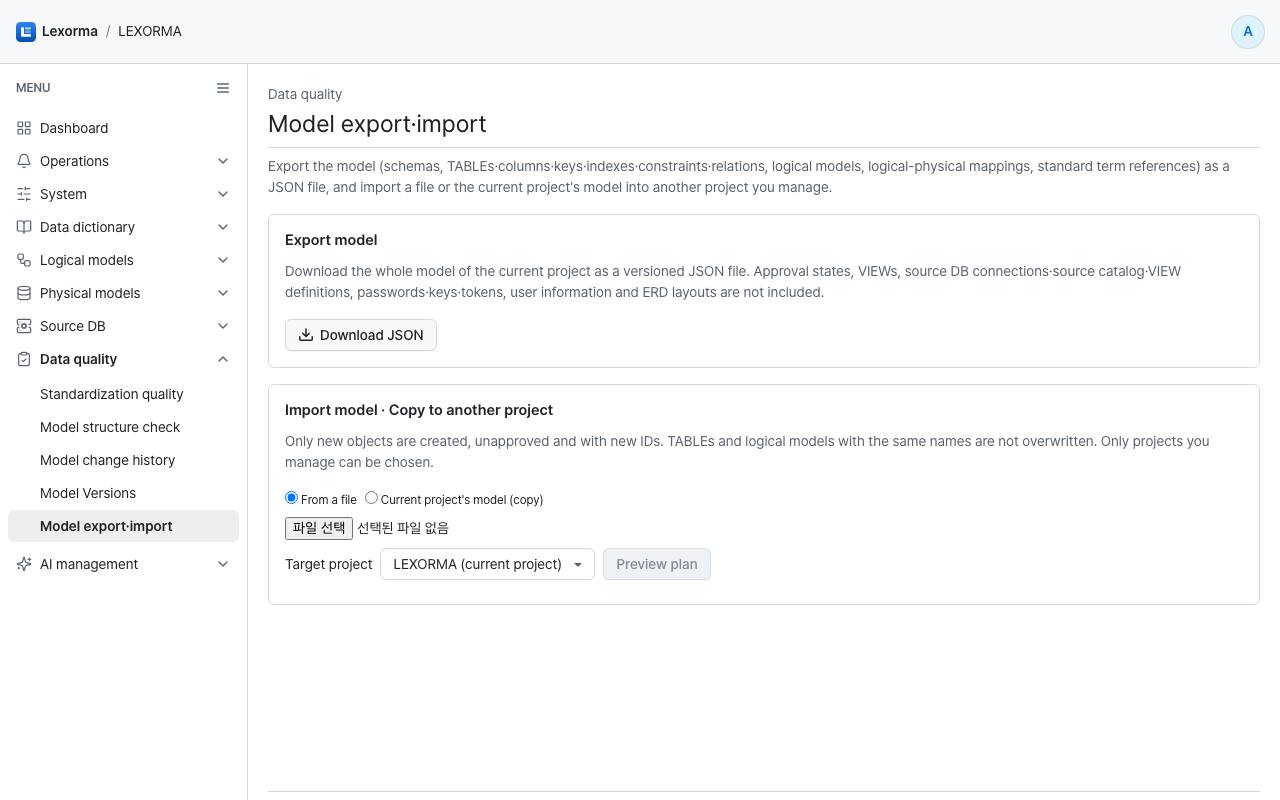 Lexorma / LEXORMA
A
MENU
Dashboard
Operations
System
Data dictionary
Logical models
Physical models
Source DB
Data quality
Standardization quality
Model structure check
Model change history
Model Versions
Model export·import
AI management
Data quality
Model export·import
Export the model (schemas, TABLEs·columns·keys·indexes·constraints·relations, logical models, logical-physical mappings, standard term references) as a
JSON file, and import a file or the current project's model into another project you manage.
Export model
Download the whole model of the current project as a versioned JSON file. Approval states, VIEWs, source DB connections·source catalog·VIEW
definitions, passwords·keys·tokens, user information and ERD layouts are not included.
Download JSON
Import model · Copy to another project
Only new objects are created, unapproved and with new IDs. TABLEs and logical models with the same names are not overwritten. Only projects you
manage can be chosen.
From a file Current project's model (copy)
파일 선택 선택된 파일 없음
Target project LEXORMA (current project) Preview plan